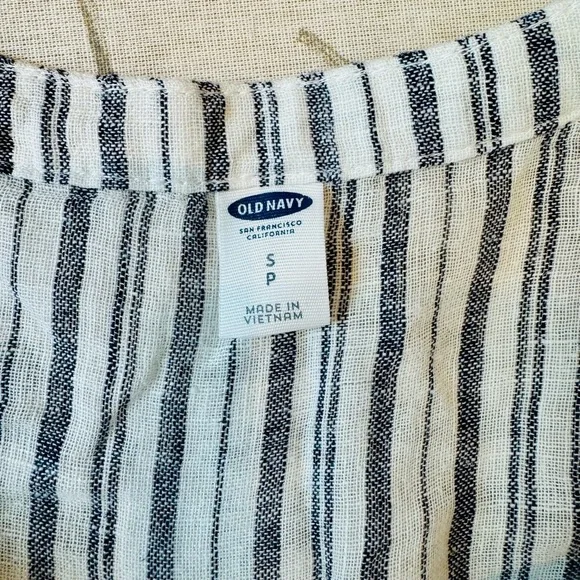 OLD NAVY
SAN FRANCISCO
CALIFORNIA
S
P
MADE IN
VIETNAM